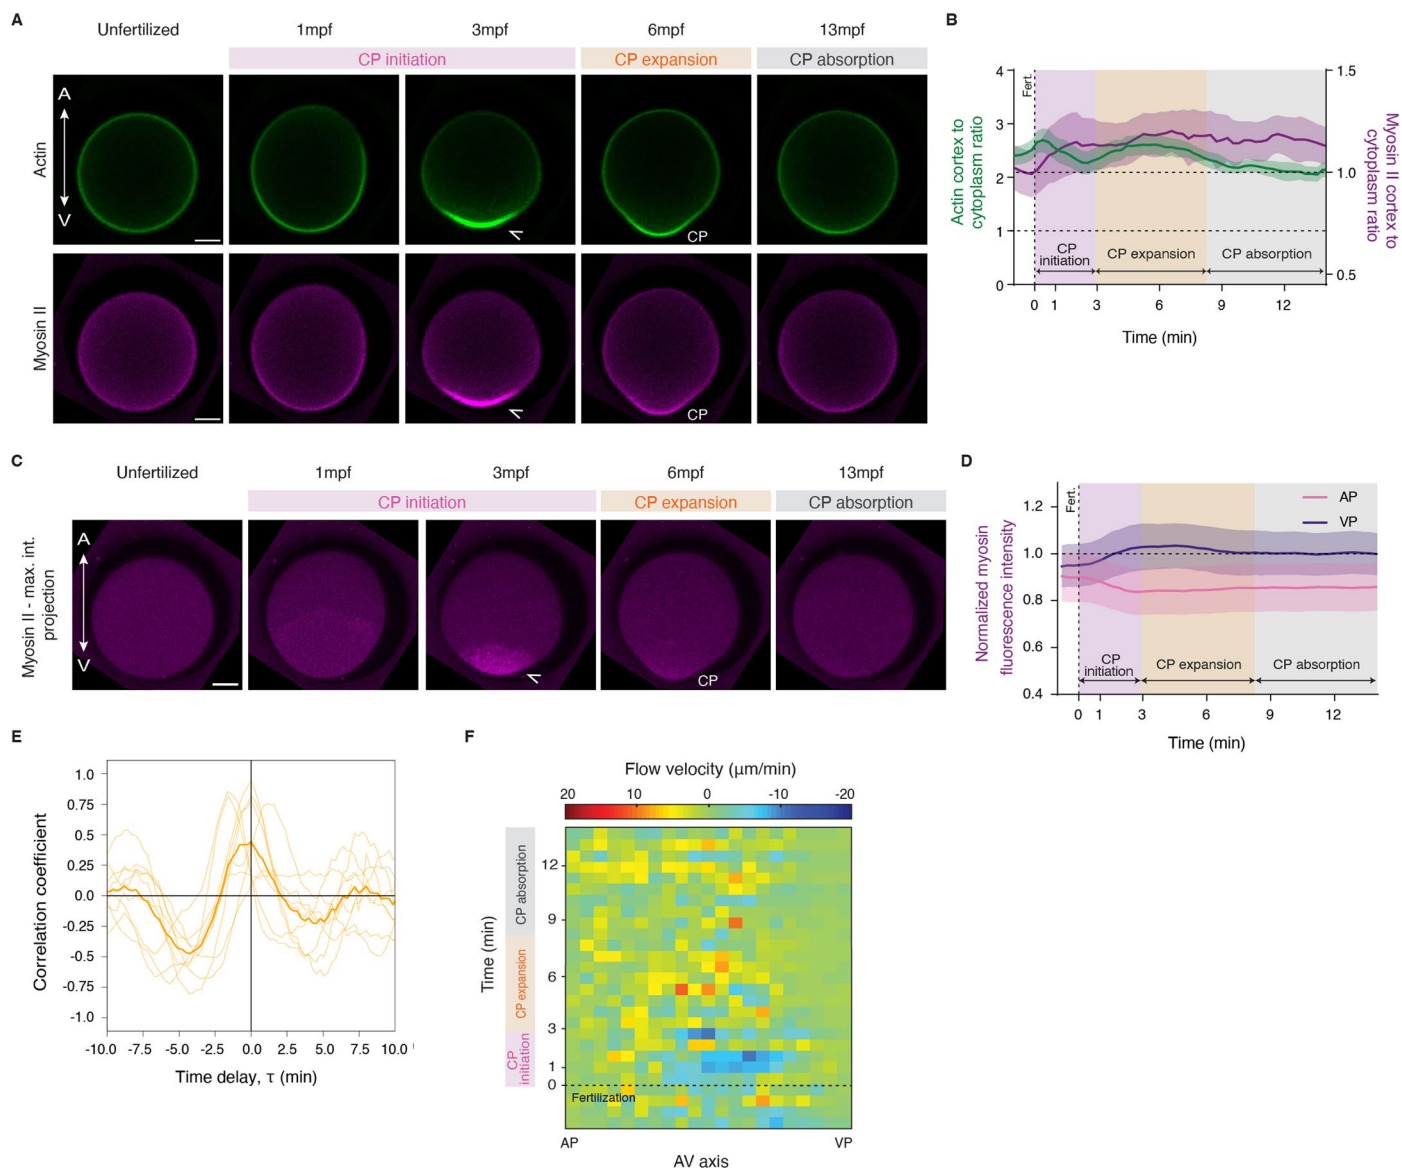 A
Unfertilized 1mpf 3mpf 6mpf 13mpf
CP initiation CP expansion CP absorption
Actin
A
V
CP
Myosin II
CP
B
Actin cortex to
cytoplasm ratio
4
3
2
1
0
Fert.
CP
initiation
CP expansion
CP absorption
1.5
1.0
0.5
Myosin II cortex to
cytoplasm ratio
0 1 3 6 9 12
Time (min)
C
Unfertilized 1mpf 3mpf 6mpf 13mpf
CP initiation CP expansion CP absorption
Myosin II - max. int.
projection
A
V
CP
D
Normalized myosin
fluorescence intensity
1.2
1.0
0.8
0.6
0.4
Fert.
AP
VP
CP
initiation
CP expansion
CP absorption
0 1 3 6 9 12
Time (min)
E
Correlation coefficient
1.0
0.75
0.5
0.25
0.0
-0.25
-0.5
-0.75
-1.0
-10.0 -7.5 -5.0 -2.5 0.0 2.5 5.0 7.5 10.0
Time delay, τ (min)
F
Flow velocity (μm/min)
20 10 0 -10 -20
Time (min)
CP absorption
CP expansion
CP
initiation
12
9
6
3
1
0
Fertilization
AP VP
AV axis